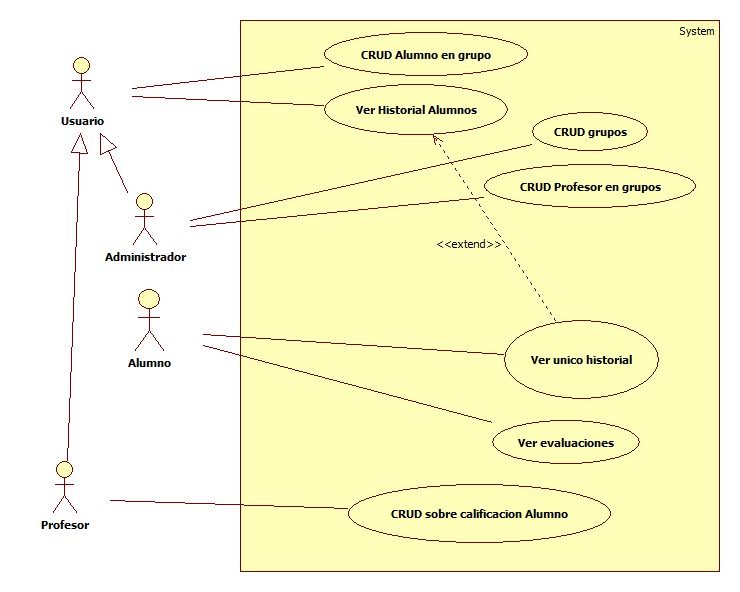 System
CRUD Alumno en grupo
Ver Historial Alumnos
Usuario
CRUD grupos
CRUD Profesor en grupos
<<extend>>
Administrador
Alumno
Ver unico historial
Ver evaluaciones
CRUD sobre calificacion Alumno
Profesor